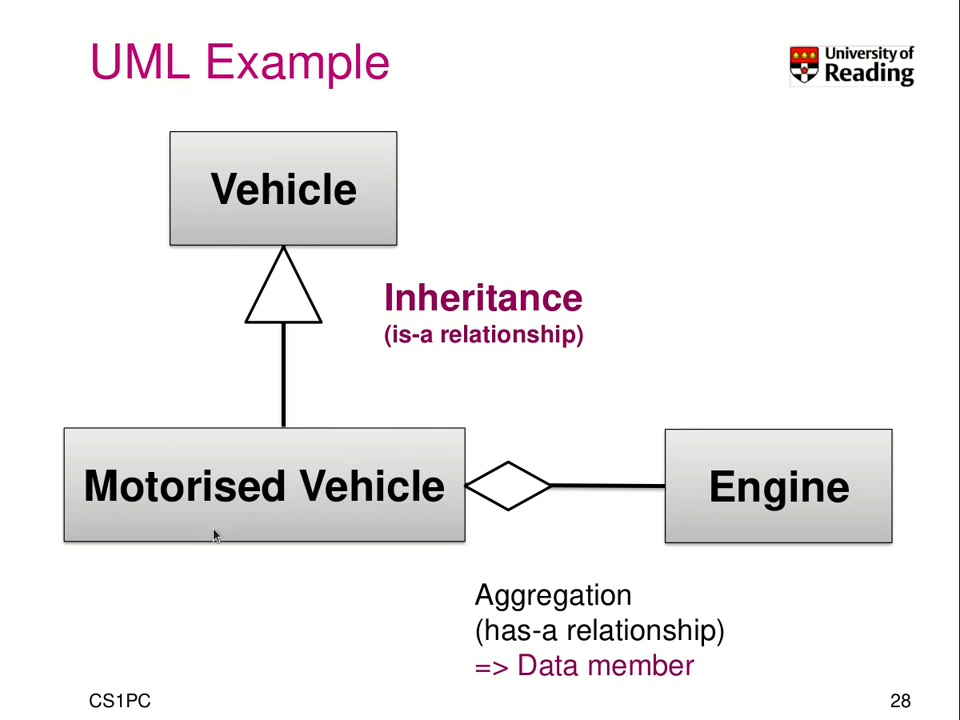 UML Example
University of
Reading
Vehicle
Inheritance
(is-a relationship)
Motorised Vehicle
Engine
Aggregation
(has-a relationship)
=> Data member
CS1PC
28